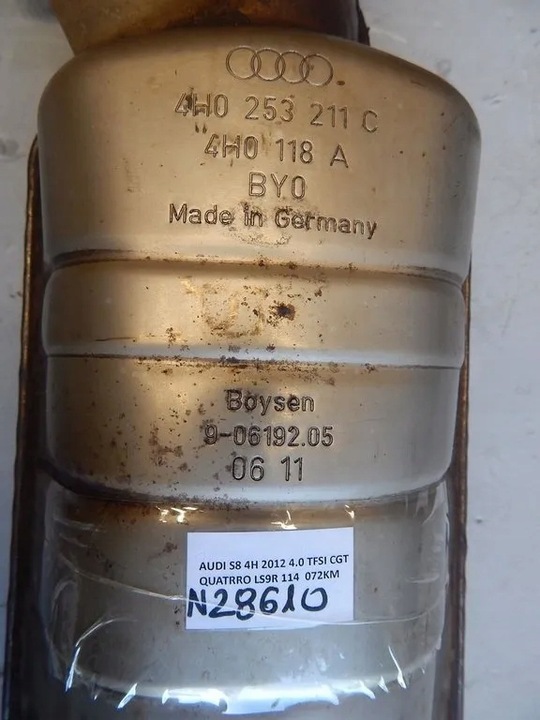 4H0 253 211 C
4H0 118 A
BY0
Made in Germany
Boysen
9-06192.05
06 11
AUDI S8 4H 2012 4.0 TFSI CGT
QUATRRO LS9R 114 072KM
N28610